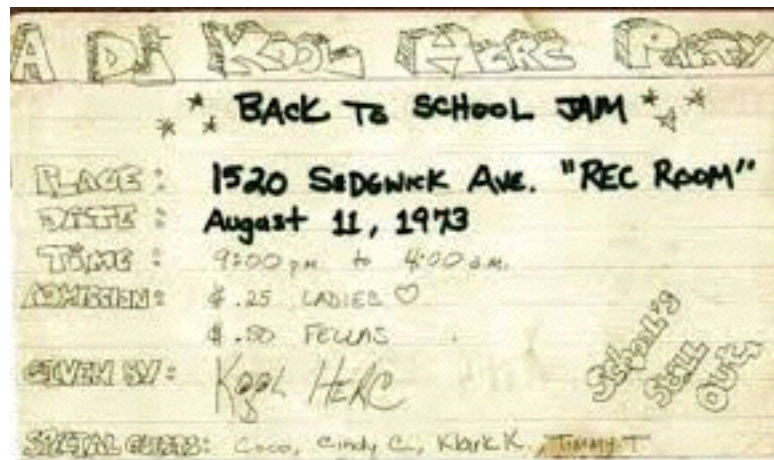 A DJ KOOL HERC PARTY
BACK TO SCHOOL JAM
PLACE: 1520 SEDGWICK AVE. "REC ROOM"
DATE: August 11, 1973
TIME: 9:00 pm to 4:00 am.
ADMISSION: $ .25 LADIES ♡
$ .50 FELLAS
GIVEN BY: KOOL HERC
SPECIAL GUESTS: Coco, Cindy C., Klark K., TIMMY T.
School's Still Out